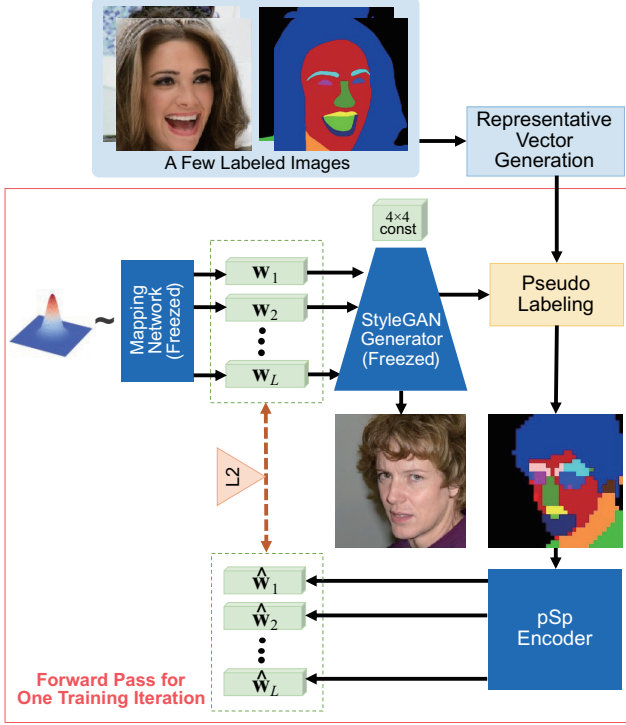 A Few Labeled Images
Representative
Vector
Generation
4×4
const
Mapping
Network
(Freezed)
w1
w2
wL
StyleGAN
Generator
(Freezed)
Pseudo
Labeling
L2
ŵ1
ŵ2
ŵL
pSp
Encoder
Forward Pass for
One Training Iteration